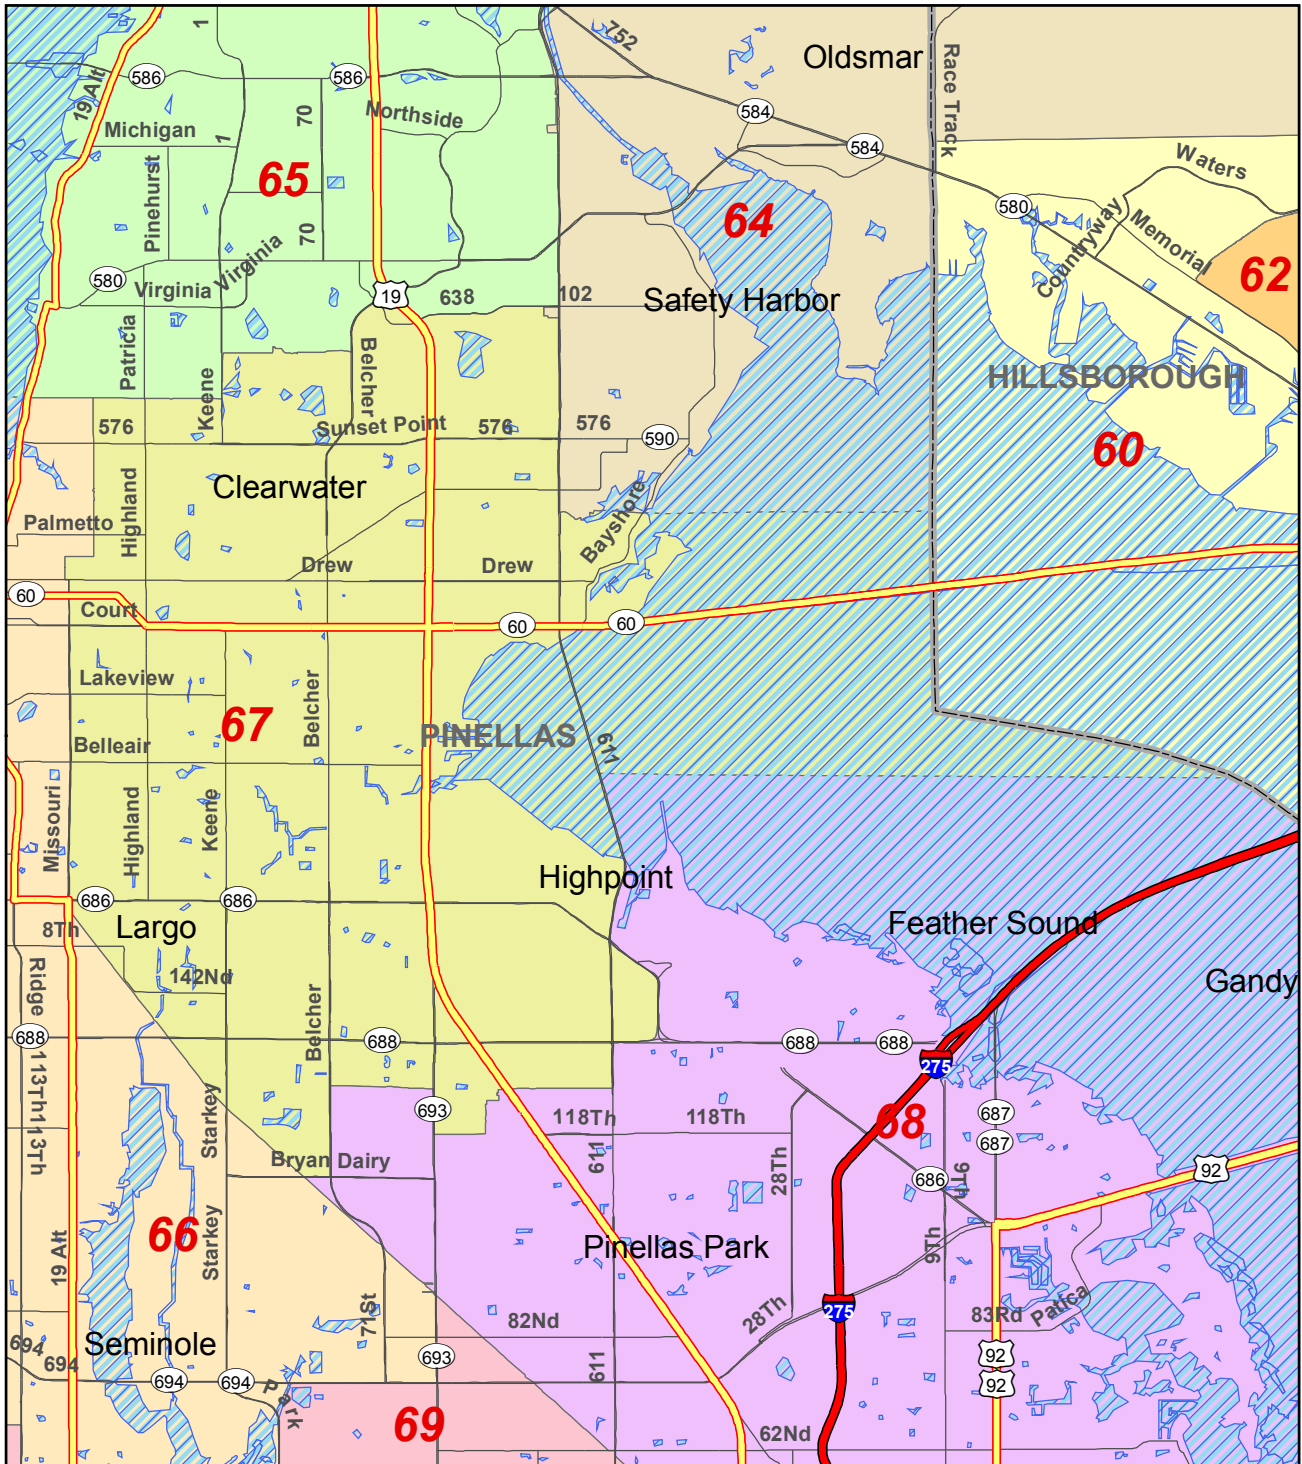 1
752
Oldsmar
Race Track
586
586
19 Alt
Northside
70
584
Michigan
1
584
Waters
65
Pinehurst
580
64
Countryway
Memorial
70
Virginia
580
Virginia
62
19
638
102
Safety Harbor
Patricia
Belcher
Keene
HILLSBOROUGH
576
Sunset Point
576
576
590
60
Clearwater
Highland
Bayshore
Palmetto
Drew
Drew
60
Court
60
60
Lakeview
Belcher
67
PINELLAS
611
Belleair
Missouri
Highland
Keene
Highpoint
686
686
Largo
8Th
Feather Sound
142Nd
Gandy
Ridge
Belcher
688
688
688
688
275
113Th
113Th
Starkey
693
118Th
118Th
68
687
687
611
28Th
Bryan Dairy
686
9Th
92
66
Starkey
19 Alt
Pinellas Park
9Th
71St
82Nd
28Th
275
83Rd
Patica
694
Seminole
694
693
611
92
694
694
Park
92
69
62Nd